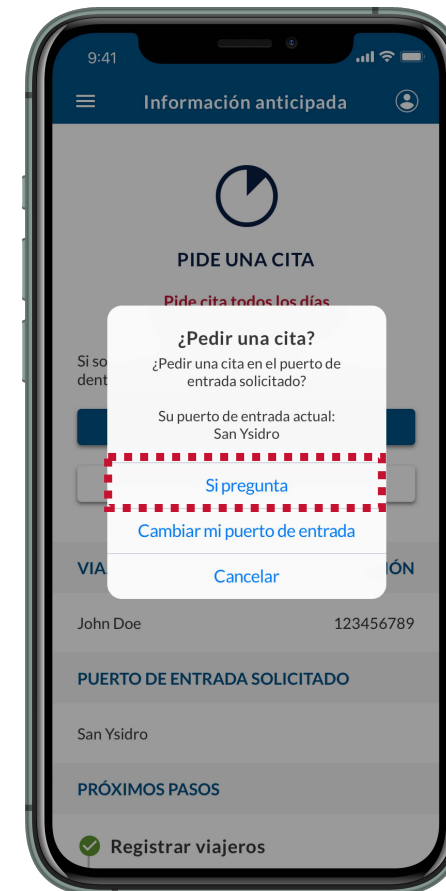 9:41
Información anticipada
PIDE UNA CITA
Pide cita todos los días
¿Pedir una cita?
Si so
¿Pedir una cita en el puerto de
dent
entrada solicitado?
Su puerto de entrada actual:
San Ysidro
Si pregunta
Cambiar mi puerto de entrada
Cancelar
VIA
IÓN
John Doe 123456789
PUERTO DE ENTRADA SOLICITADO
San Ysidro
PRÓXIMOS PASOS
Registrar viajeros